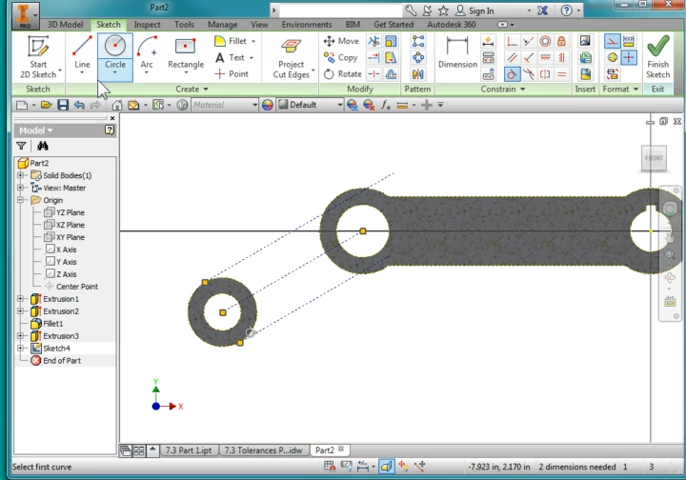 Part2
Sign In
PRO
3D Model Sketch Inspect Tools Manage View Environments BIM Get Started Autodesk 360
Start
2D Sketch
Line
Circle
Arc
Rectangle
Fillet
Text
Point
Project
Cut Edges
Move
Copy
Rotate
Dimension
Finish
Sketch
Sketch Create Modify Pattern Constrain Insert Format Exit
Material Default
Model
Part2
Solid Bodies(1)
View: Master
Origin
YZ Plane
XZ Plane
XY Plane
X Axis
Y Axis
Z Axis
Center Point
Extrusion1
Extrusion2
Fillet1
Extrusion3
Sketch4
End of Part
FRONT
Y
X
7.3 Part 1.ipt 7.3 Tolerances P...idw Part2
Select first curve -7.923 in, 2.170 in 2 dimensions needed 1 3